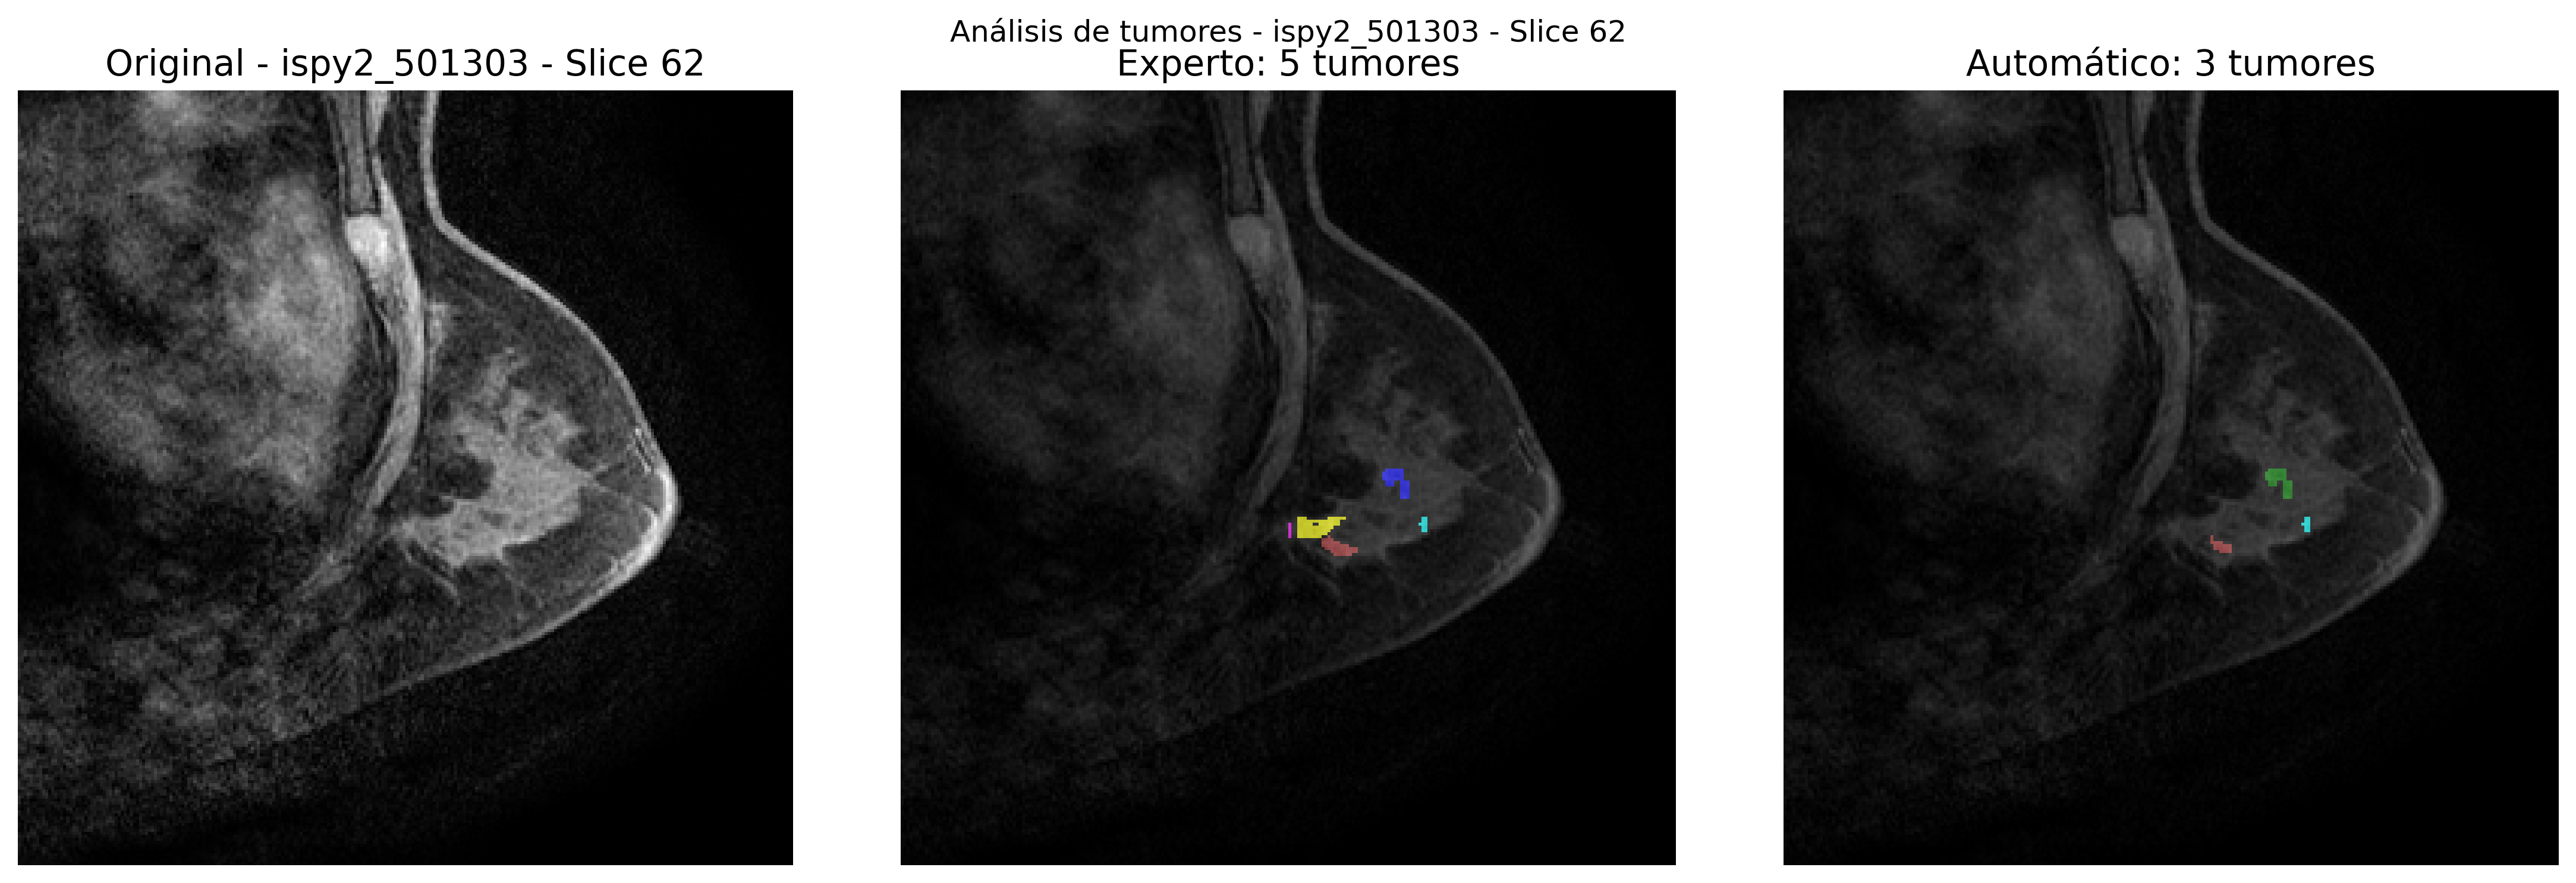 Análisis de tumores - ispy2_501303 - Slice 62
Original - ispy2_501303 - Slice 62
Experto: 5 tumores
Automático: 3 tumores